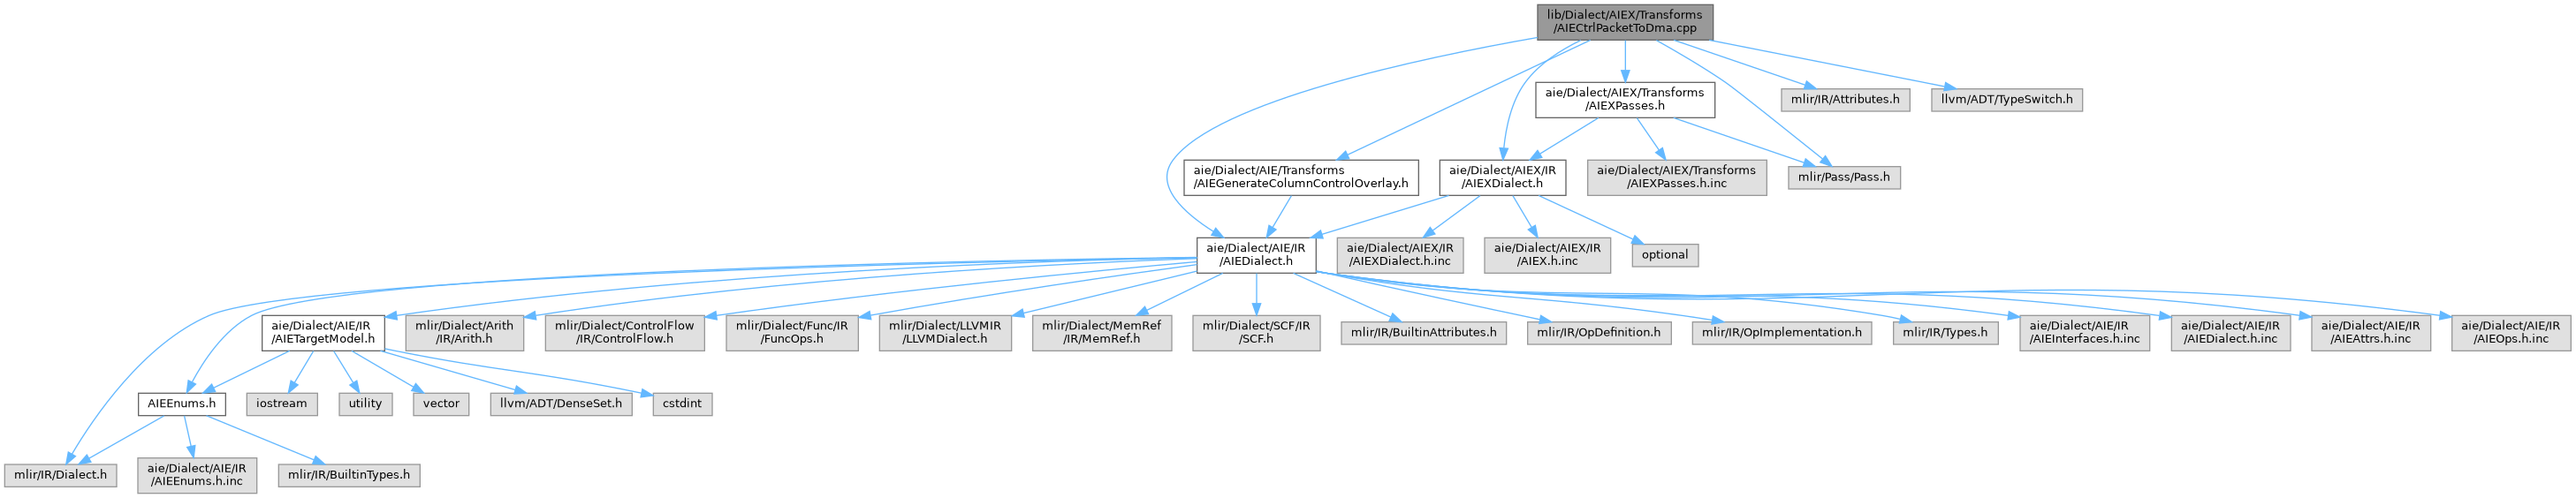 lib/Dialect/AIEX/Transforms
/AIECtrlPacketToDma.cpp
aie/Dialect/AIEX/Transforms
/AIEXPasses.h
mlir/IR/Attributes.h
llvm/ADT/TypeSwitch.h
aie/Dialect/AIE/Transforms
/AIEGenerateColumnControlOverlay.h
aie/Dialect/AIEX/IR
/AIEXDialect.h
aie/Dialect/AIEX/Transforms
/AIEXPasses.h.inc
mlir/Pass/Pass.h
aie/Dialect/AIE/IR
/AIEDialect.h
aie/Dialect/AIEX/IR
/AIEXDialect.h.inc
aie/Dialect/AIEX/IR
/AIEX.h.inc
optional
aie/Dialect/AIE/IR
/AIETargetModel.h
mlir/Dialect/Arith
/IR/Arith.h
mlir/Dialect/ControlFlow
/IR/ControlFlow.h
mlir/Dialect/Func/IR
/FuncOps.h
mlir/Dialect/LLVMIR
/LLVMDialect.h
mlir/Dialect/MemRef
/IR/MemRef.h
mlir/Dialect/SCF/IR
/SCF.h
mlir/IR/BuiltinAttributes.h
mlir/IR/OpDefinition.h
mlir/IR/OpImplementation.h
mlir/IR/Types.h
aie/Dialect/AIE/IR
/AIEInterfaces.h.inc
aie/Dialect/AIE/IR
/AIEDialect.h.inc
aie/Dialect/AIE/IR
/AIEAttrs.h.inc
aie/Dialect/AIE/IR
/AIEOps.h.inc
AIEEnums.h
iostream
utility
vector
llvm/ADT/DenseSet.h
cstdint
mlir/IR/Dialect.h
aie/Dialect/AIE/IR
/AIEEnums.h.inc
mlir/IR/BuiltinTypes.h